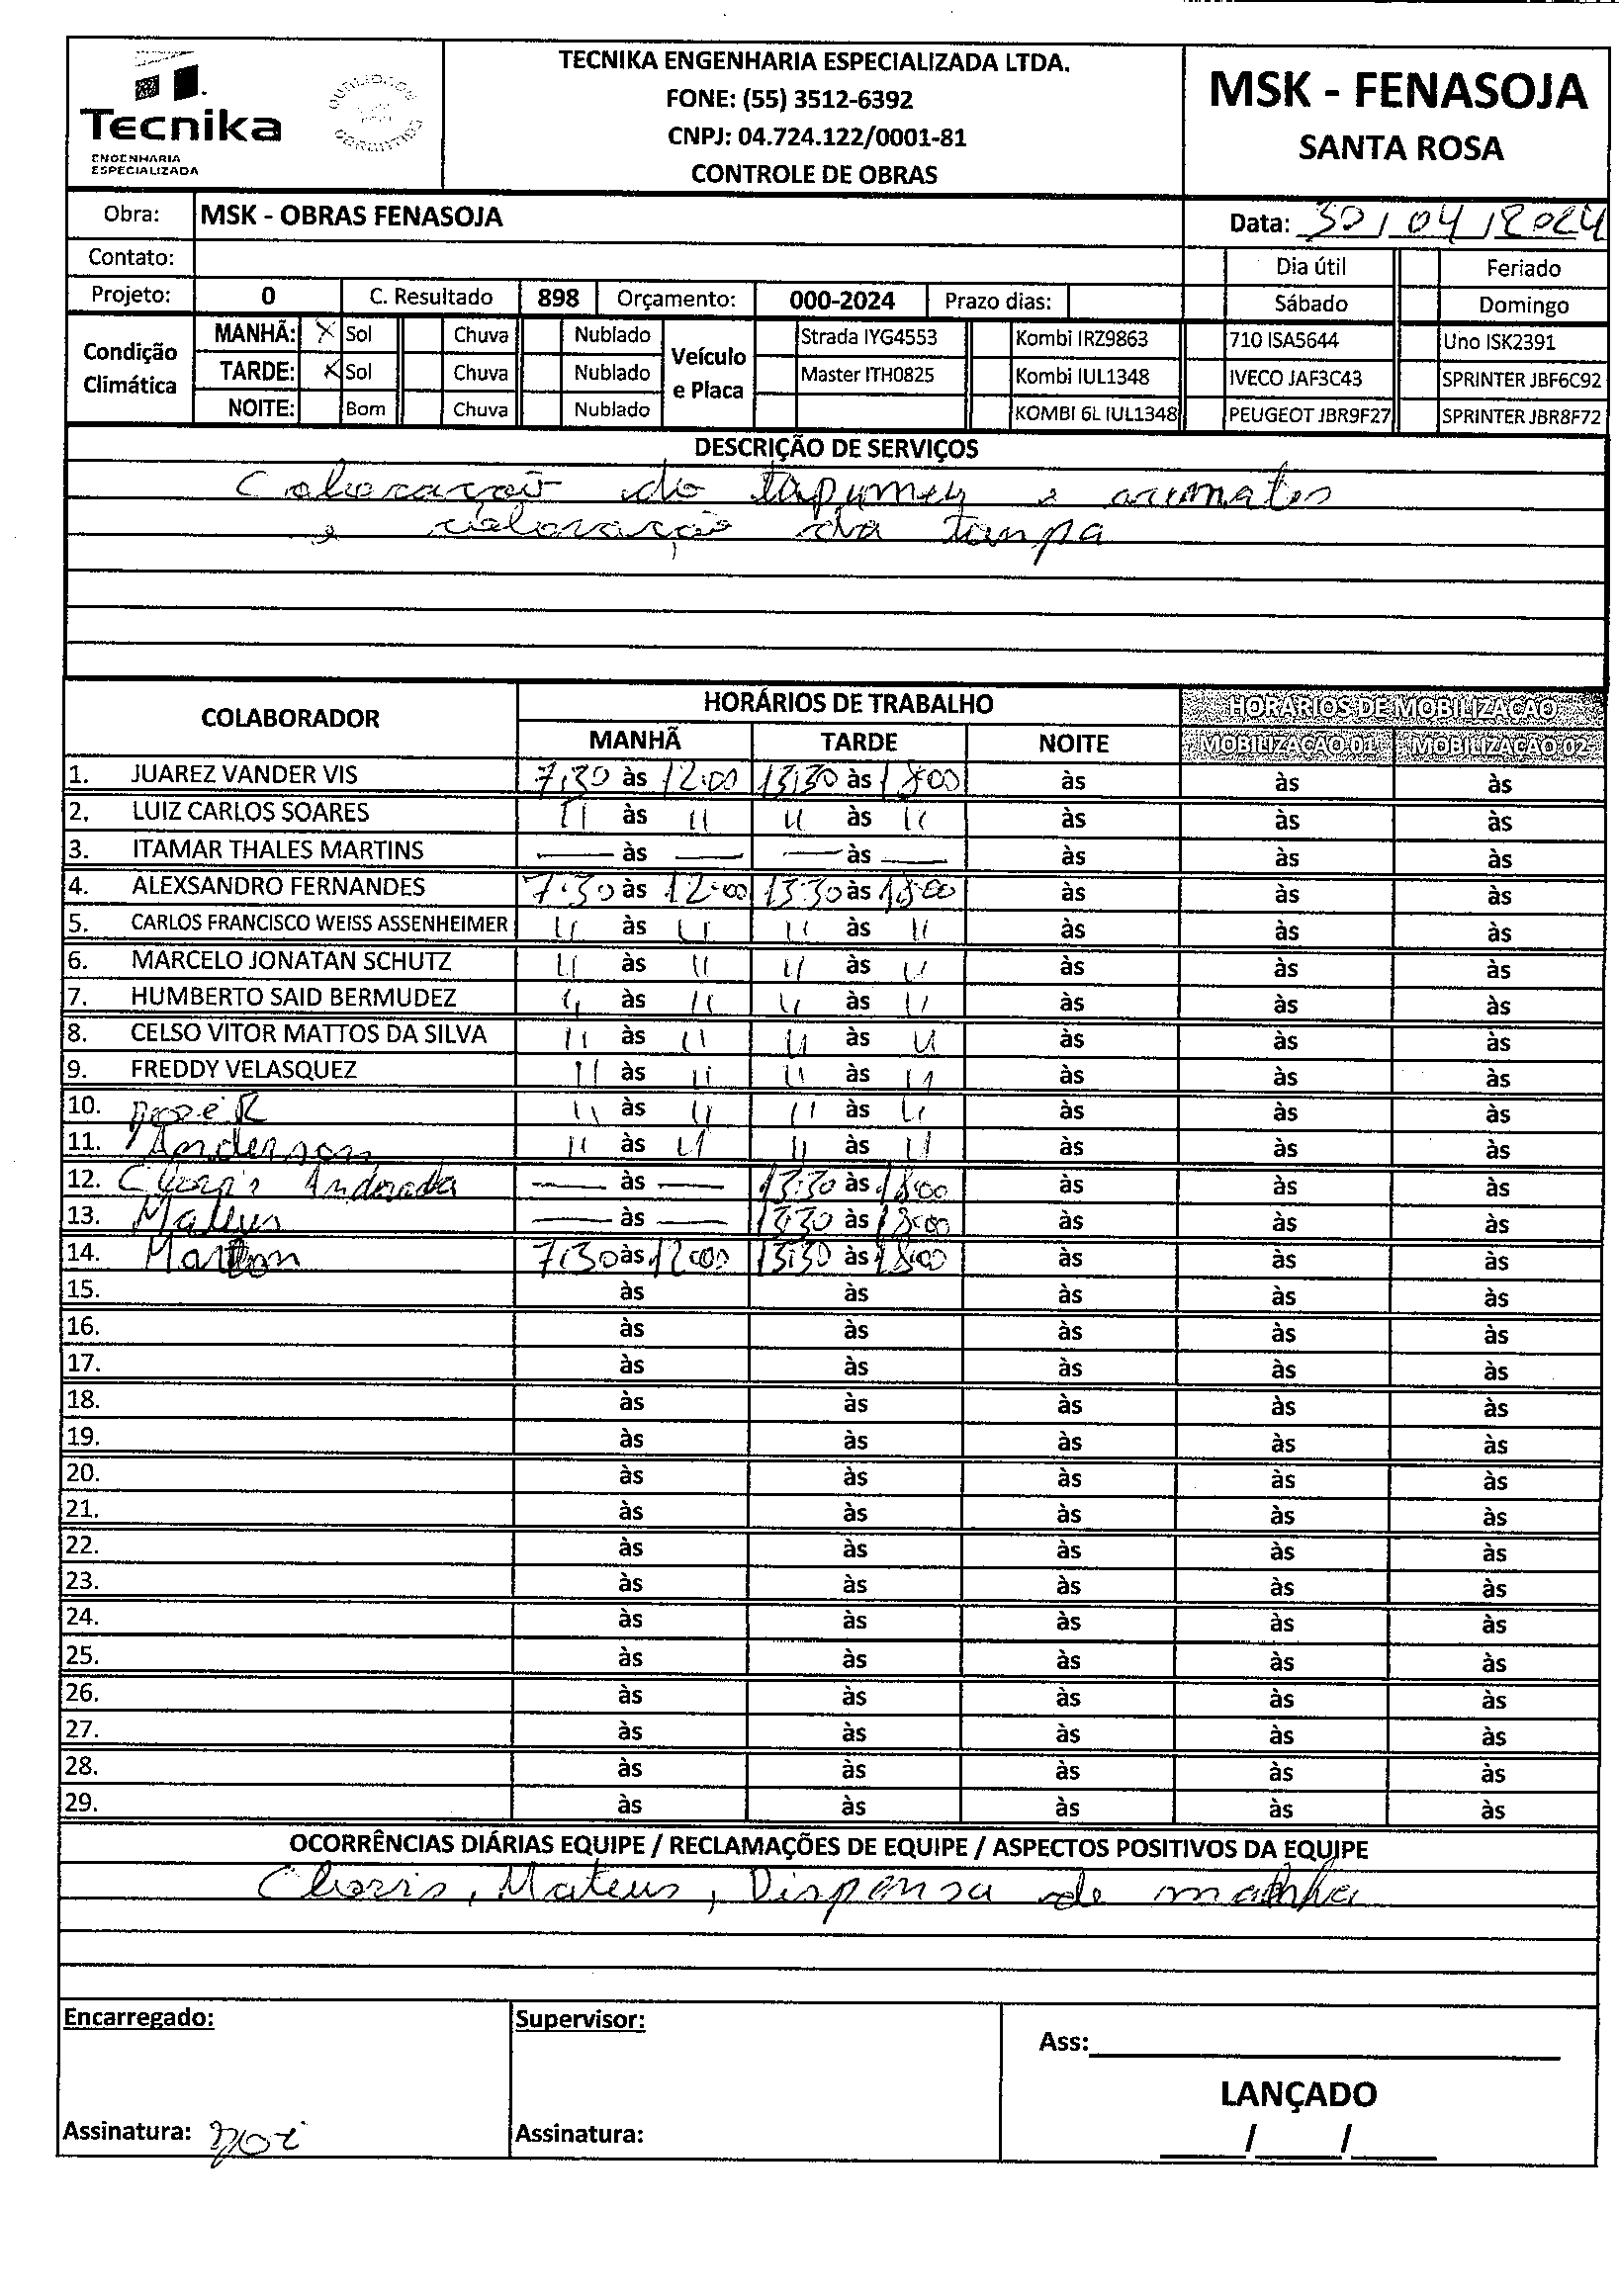 Tecnika
ENGENHARIA
ESPECIALIZADA
QUALIDADE
TECNIKA ENGENHARIA ESPECIALIZADA LTDA.
FONE: (55) 3512-6392
CNPJ: 04.724.122/0001-81
CONTROLE DE OBRAS
MSK - FENASOJA
SANTA ROSA
Obra: MSK - OBRAS FENASOJA Data: 30/04/2024
Contato: Dia útil Feriado
Projeto: 0 C. Resultado 898 Orçamento: 000-2024 Prazo dias: Sábado Domingo
Condição Climática
MANHÃ: X Sol Chuva Nublado
TARDE: X Sol Chuva Nublado
NOITE: Bom Chuva Nublado
Veículo e Placa
Strada IYG4553 Kombi IRZ9863 710 ISA5644 Uno ISK2391
Master ITH0825 Kombi IUL1348 IVECO JAF3C43 SPRINTER JBF6C92
KOMBI 6L IUL1348 PEUGEOT JBR9F27 SPRINTER JBR8F72
DESCRIÇÃO DE SERVIÇOS
Colocação do tapumes e
e colocação da tampa
COLABORADOR HORÁRIOS DE TRABALHO HORÁRIOS DE MOBILIZAÇÃO
MANHÃ TARDE NOITE MOBILIZAÇÃO 01 MOBILIZAÇÃO 02
1. JUAREZ VANDER VIS 7:30 às 12:00 13:30 às 18:00 às às às
2. LUIZ CARLOS SOARES 11 às 11 11 às 11 às às às
3. ITAMAR THALES MARTINS — às — — às — às às às
4. ALEXSANDRO FERNANDES 7:30 às 12:00 13:30 às 18:00 às às às
5. CARLOS FRANCISCO WEISS ASSENHEIMER 11 às 11 11 às 11 às às às
6. MARCELO JONATAN SCHUTZ 11 às 11 11 às 11 às às às
7. HUMBERTO SAID BERMUDEZ 11 às 11 11 às 11 às às às
8. CELSO VITOR MATTOS DA SILVA 11 às 11 11 às 11 às às às
9. FREDDY VELASQUEZ 11 às 11 11 às 11 às às às
10. José R 11 às 11 11 às 11 às às às
11. Anderson 11 às 11 11 às 11 às às às
12. Andrada — às — 13:30 às 18:00 às às às
13. Mateus — às — 13:30 às 18:00 às às às
14. 7:30 às 12:00 13:30 às 18:00 às às às
15. às às às às às
16. às às às às às
17. às às às às às
18. às às às às às
19. às às às às às
20. às às às às às
21. às às às às às
22. às às às às às
23. às às às às às
24. às às às às às
25. às às às às às
26. às às às às às
27. às às às às às
28. às às às às às
29. às às às às às
OCORRÊNCIAS DIÁRIAS EQUIPE / RECLAMAÇÕES DE EQUIPE / ASPECTOS POSITIVOS DA EQUIPE
Mateus, Dispensa de manhã
Encarregado: Supervisor: Ass:
LANÇADO
Assinatura: Assinatura: / /